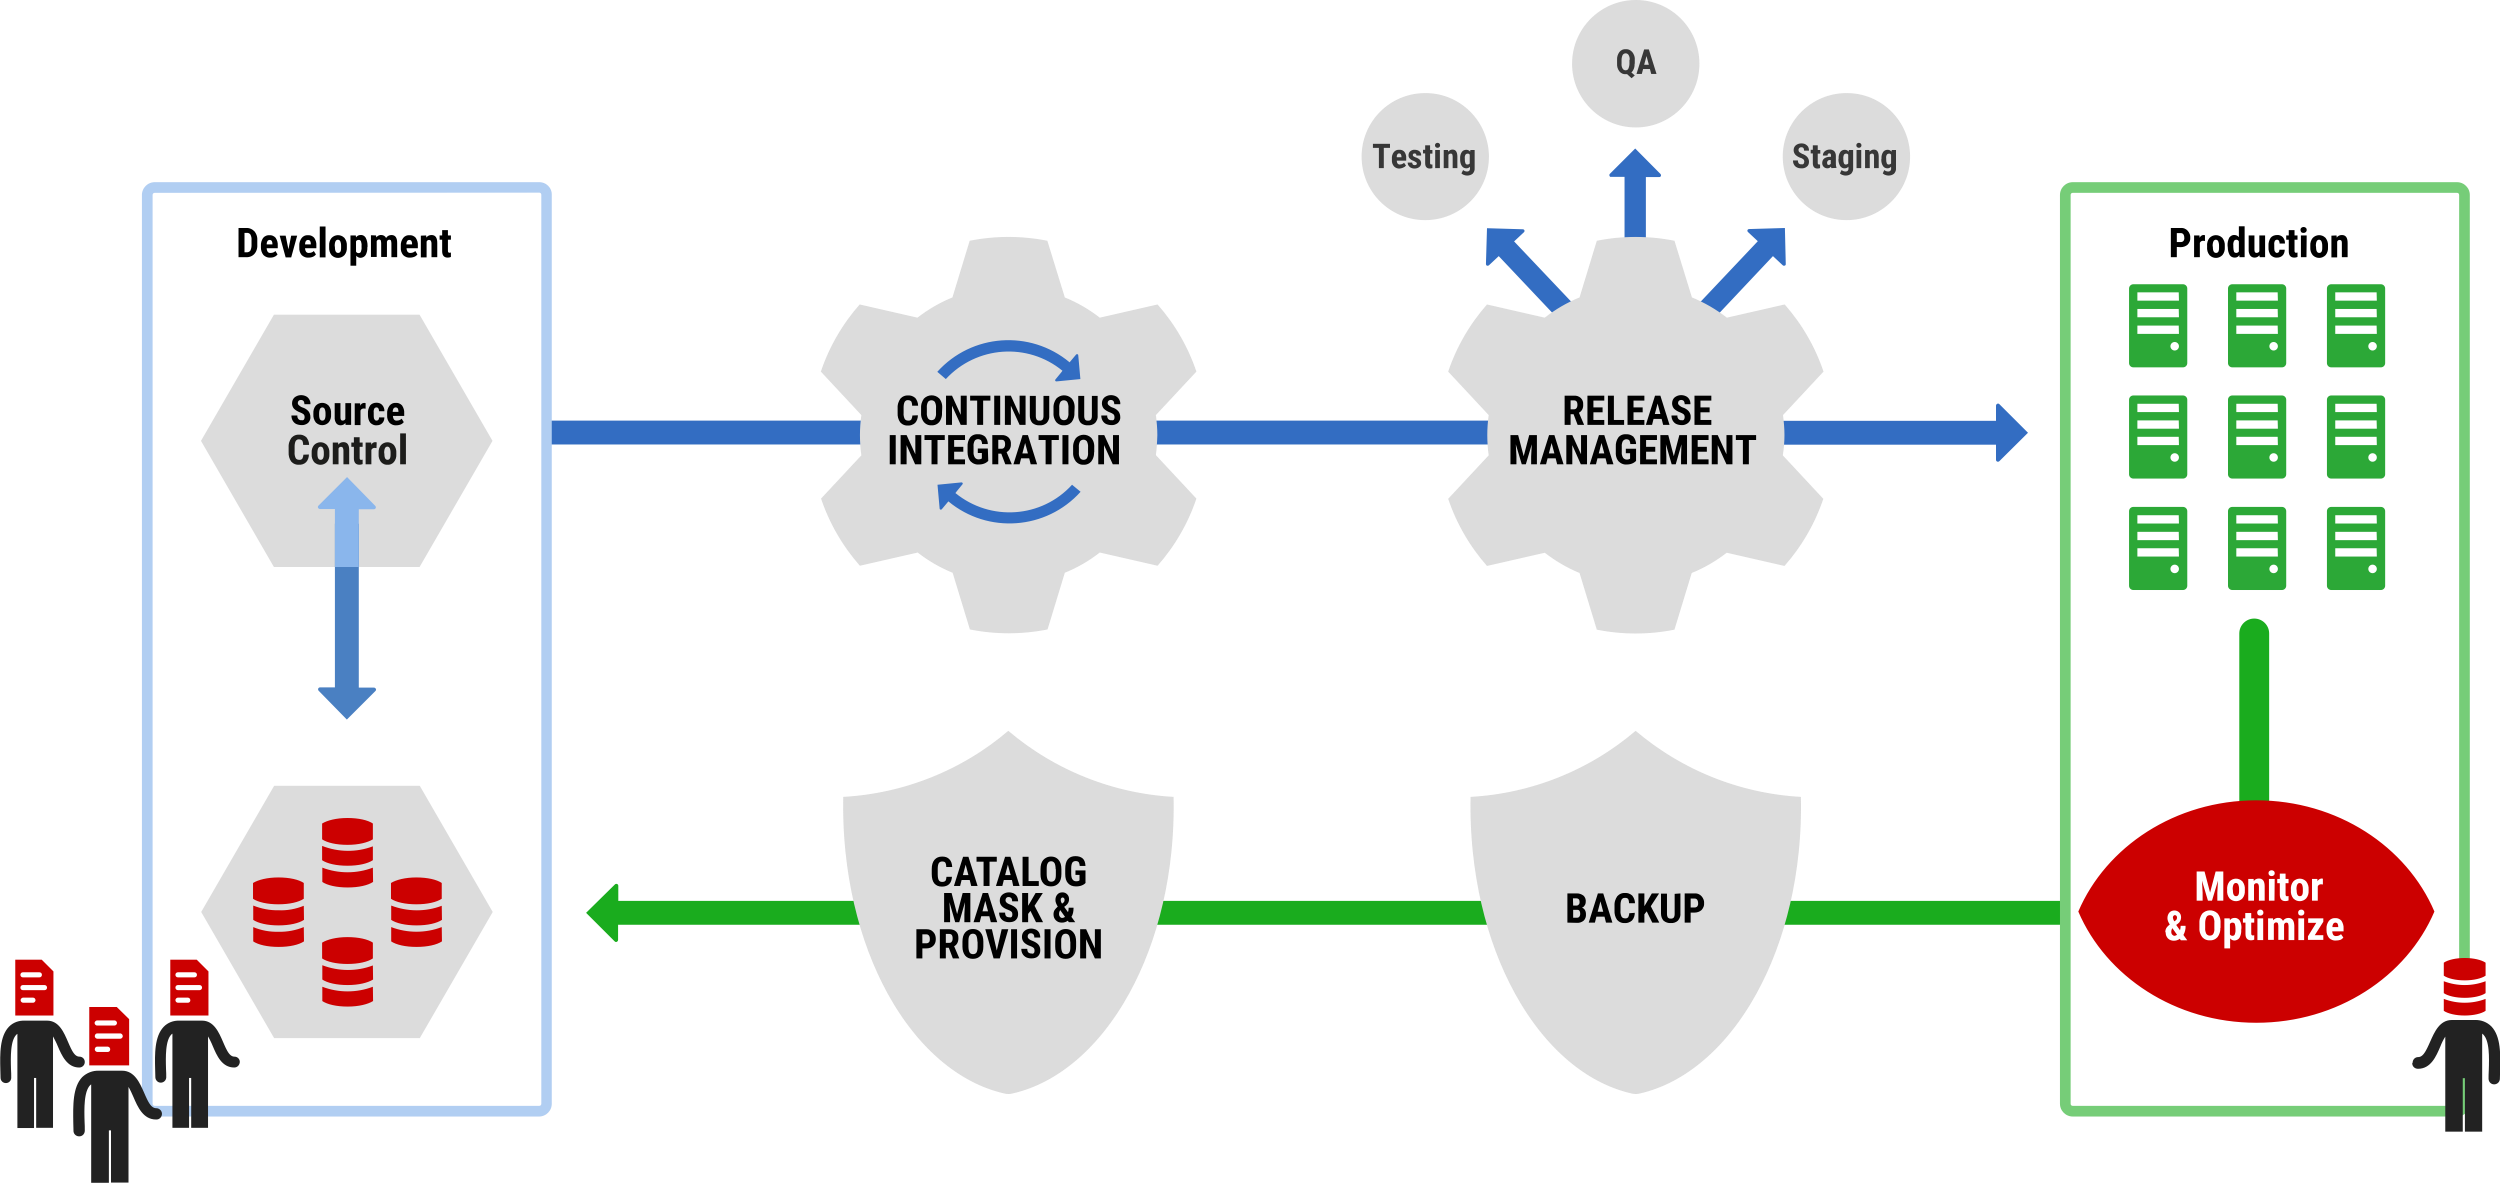 QA
Testing
Staging
Development
Production
Source
Control
CONTINUOUS
INTEGRATION
RELEASE
MANAGEMENT
CATALOG
MASK &
PROVISION
BACKUP
Monitor
& Optimize